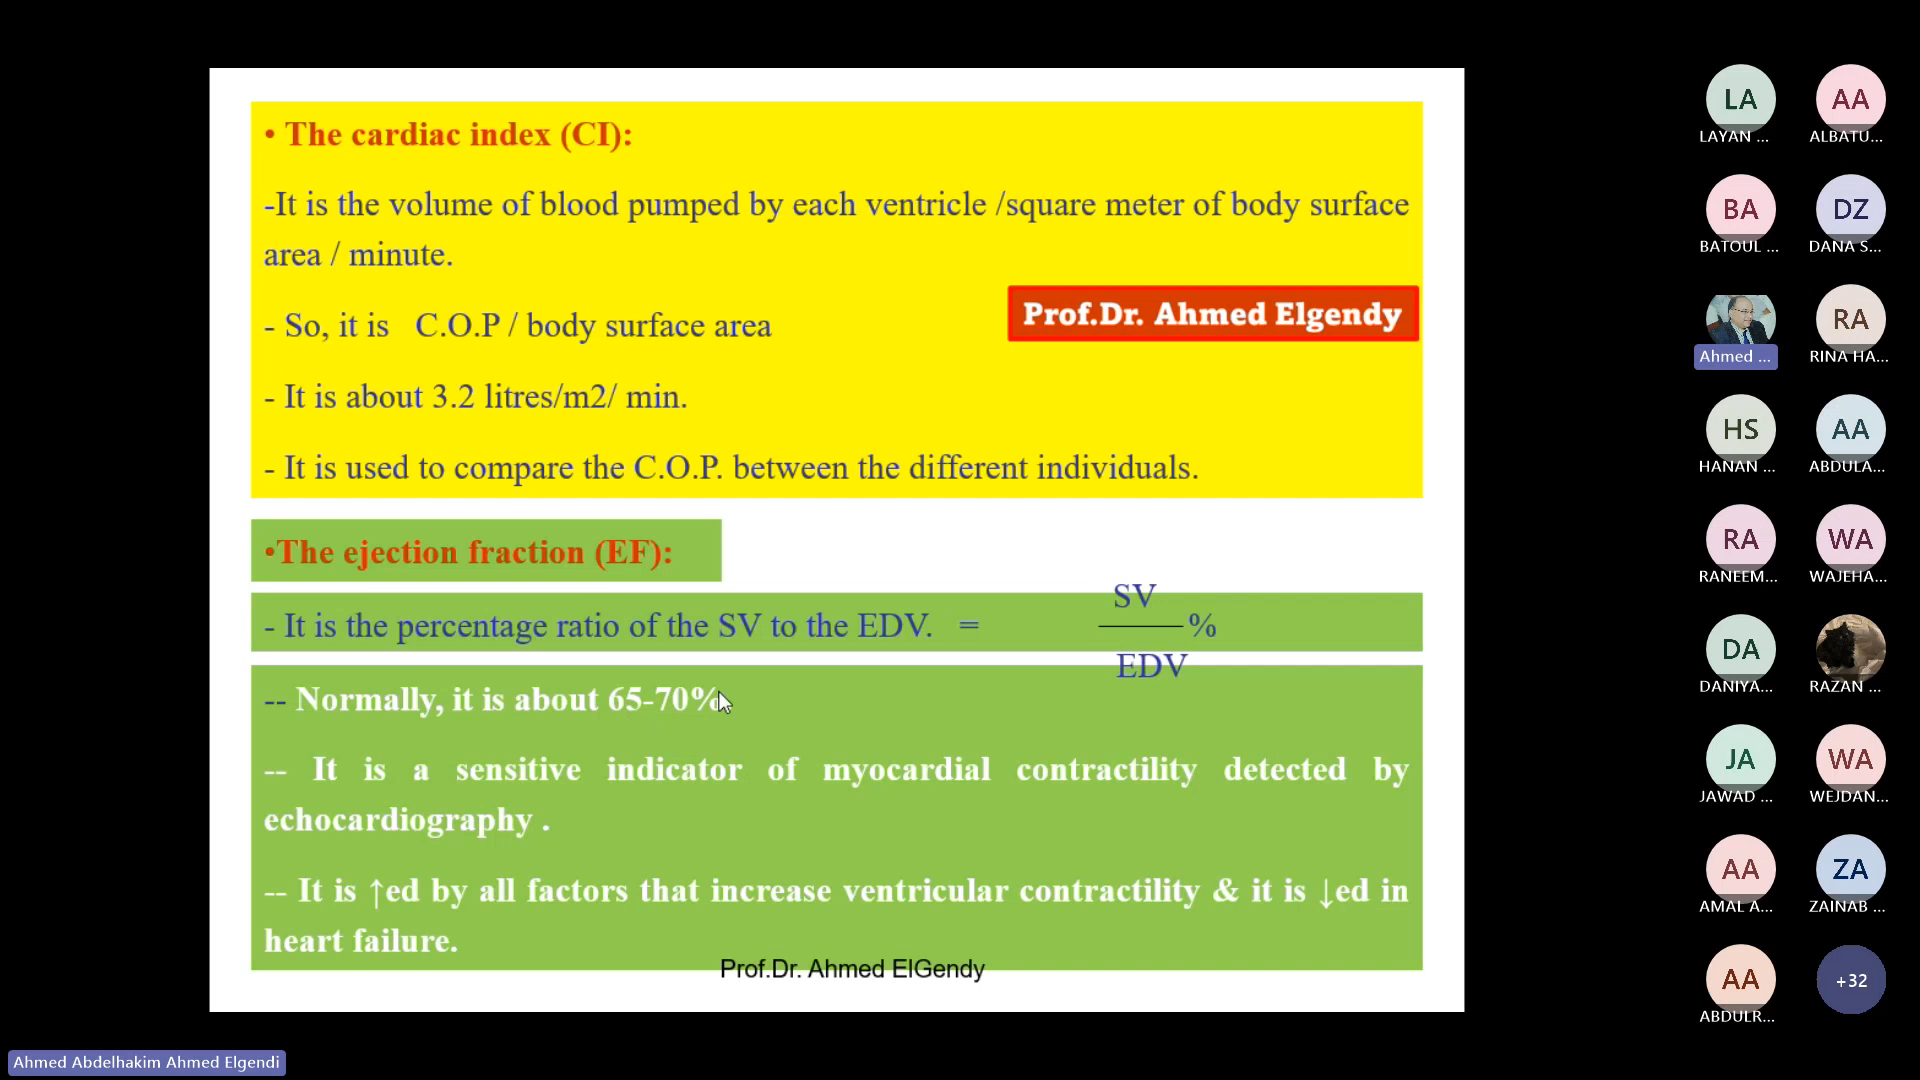 • The cardiac index (CI):
-It is the volume of blood pumped by each ventricle /square meter of body surface
area / minute.
- So, it is C.O.P / body surface area
Prof.Dr. Ahmed Elgendy
- It is about 3.2 litres/m2/ min.
- It is used to compare the C.O.P. between the different individuals.
•The ejection fraction (EF):
SV
- It is the percentage ratio of the SV to the EDV. = %
EDV
-- Normally, it is about 65-70%
-- It is a sensitive indicator of myocardial contractility detected by
echocardiography .
-- It is ↑ed by all factors that increase ventricular contractility & it is ↓ed in
heart failure.
Prof.Dr. Ahmed ElGendy
LA AA
LAYAN ... ALBATU...
BA DZ
BATOUL ... DANA S...
RA
Ahmed ... RINA HA...
HS AA
HANAN ... ABDULA...
RA WA
RANEEM... WAJEHA...
DA
DANIYA... RAZAN ...
JA WA
JAWAD ... WEJDAN...
AA ZA
AMAL A... ZAINAB ...
AA +32
ABDULR...
Ahmed Abdelhakim Ahmed Elgendi